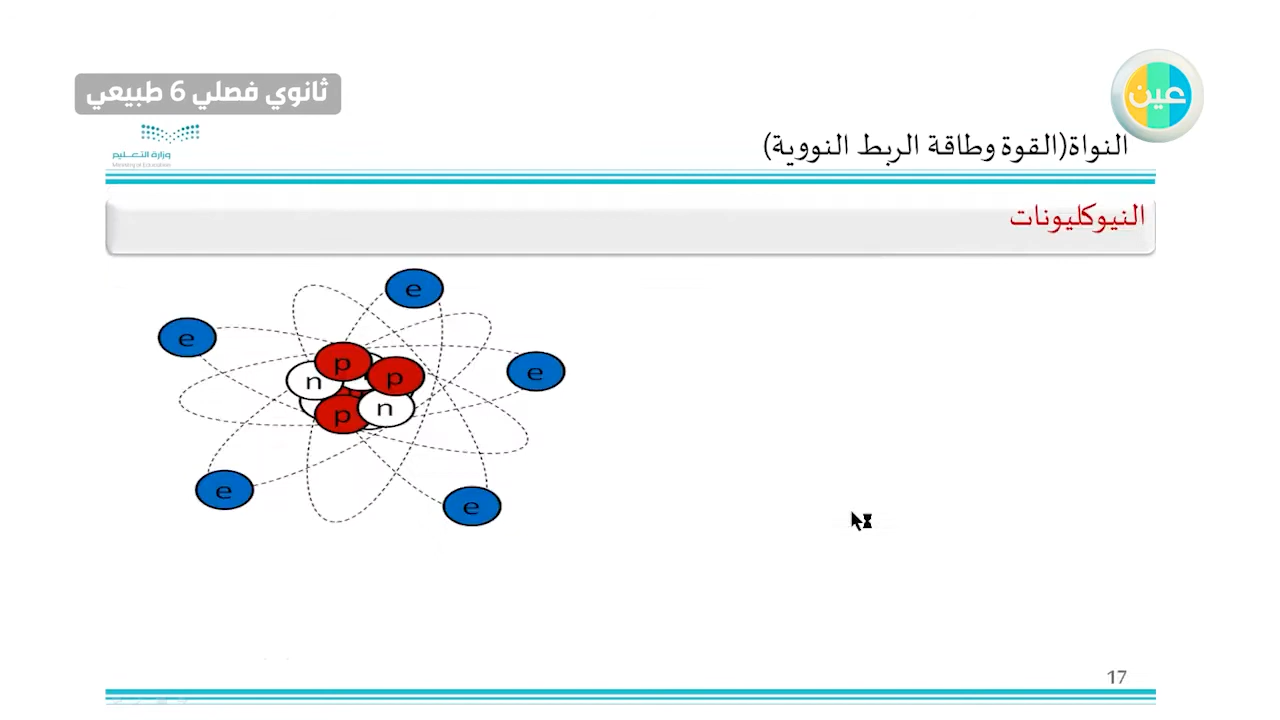 ثانوي فصلي 6 طبيعي
عين
وزارة التعليم
Ministry of Education
النواة(القوة وطاقة الربط النووية)
النيوكليونات
e
e
e
p
p
n
p
n
e
e
17